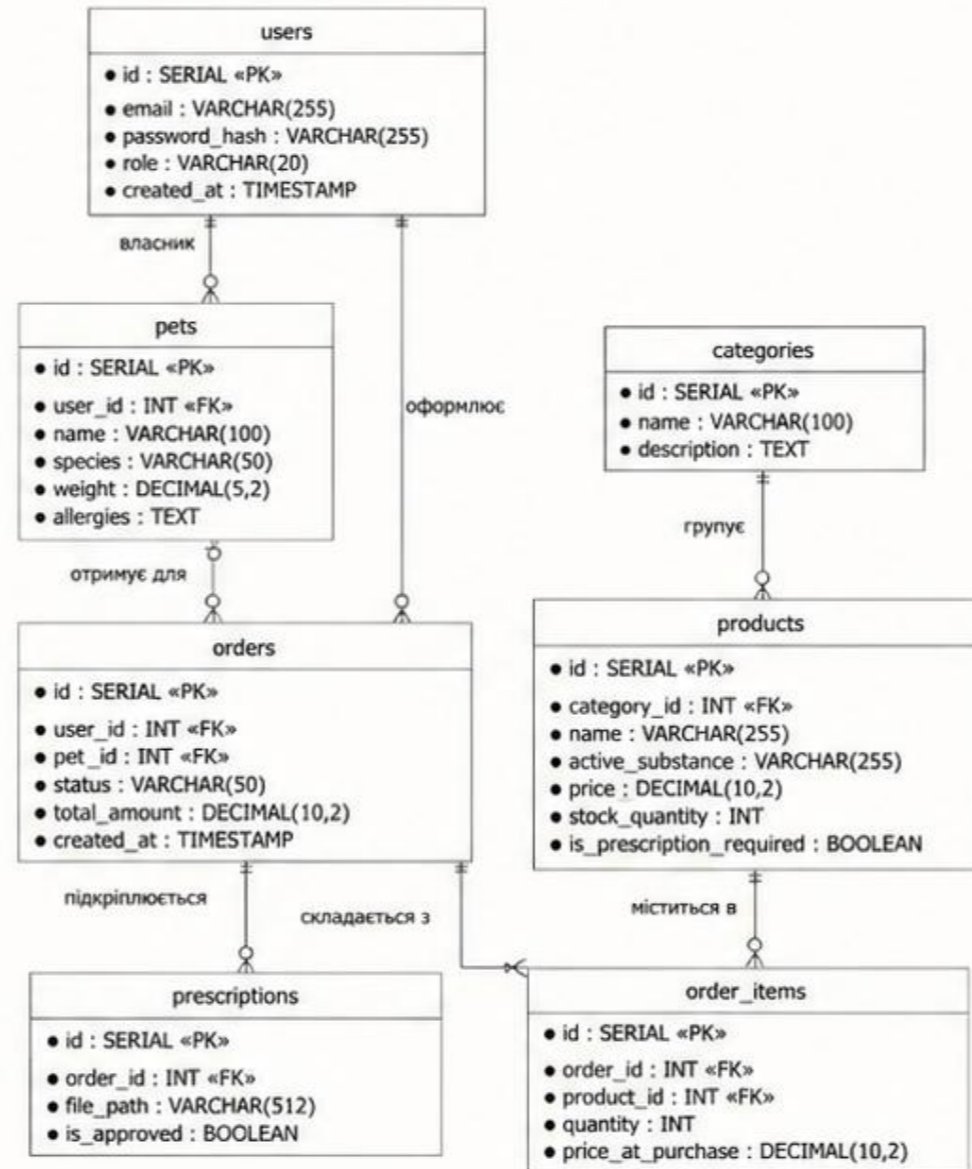 users
● id : SERIAL «PK»
● email : VARCHAR(255)
● password_hash : VARCHAR(255)
● role : VARCHAR(20)
● created_at : TIMESTAMP
власник
pets
● id : SERIAL «PK»
● user_id : INT «FK»
● name : VARCHAR(100)
● species : VARCHAR(50)
● weight : DECIMAL(5,2)
● allergies : TEXT
оформлює
categories
● id : SERIAL «PK»
● name : VARCHAR(100)
● description : TEXT
групує
отримує для
orders
● id : SERIAL «PK»
● user_id : INT «FK»
● pet_id : INT «FK»
● status : VARCHAR(50)
● total_amount : DECIMAL(10,2)
● created_at : TIMESTAMP
products
● id : SERIAL «PK»
● category_id : INT «FK»
● name : VARCHAR(255)
● active_substance : VARCHAR(255)
● price : DECIMAL(10,2)
● stock_quantity : INT
● is_prescription_required : BOOLEAN
підкріплюється
складається з
міститься в
prescriptions
● id : SERIAL «PK»
● order_id : INT «FK»
● file_path : VARCHAR(512)
● is_approved : BOOLEAN
order_items
● id : SERIAL «PK»
● order_id : INT «FK»
● product_id : INT «FK»
● quantity : INT
● price_at_purchase : DECIMAL(10,2)